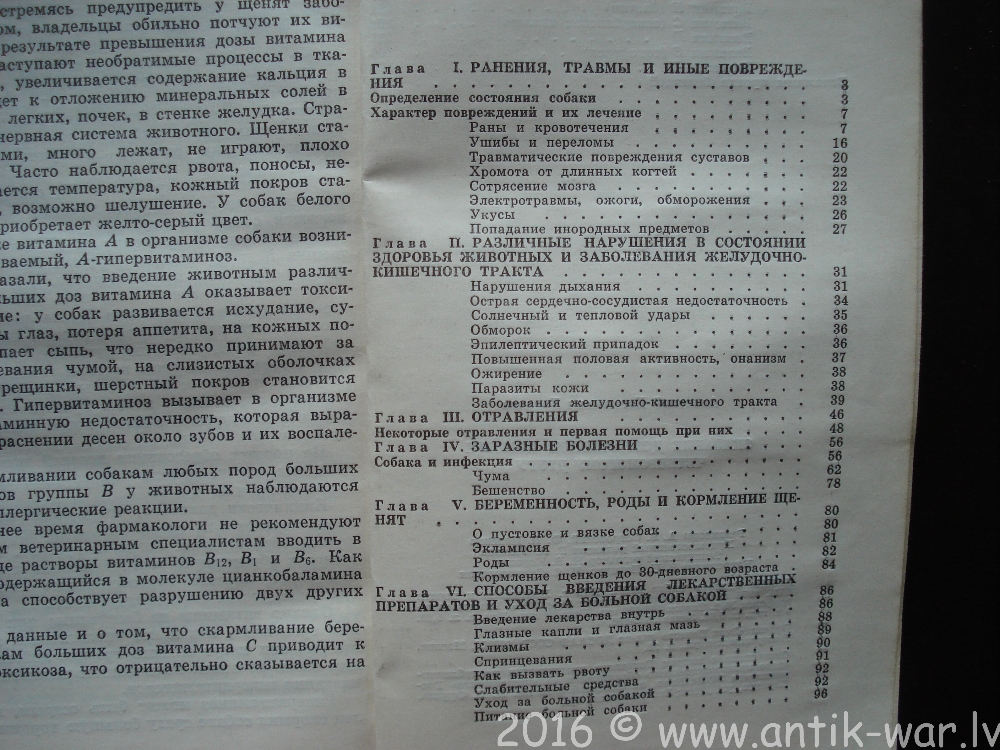 стремясь предупредить у щенят забо-
ом, владельцы обильно потчуют их ви-
результате превышения дозы витамина
аступают необратимые процессы в тка-
, увеличивается содержание кальция в
дет к отложению минеральных солей в
легких, почек, в стенке желудка. Стра-
нервная система животного. Щенки ста-
ми, много лежат, не играют, плохо
Часто наблюдается рвота, поносы, не-
ается температура, кожный покров ста-
, возможно шелушение. У собак белого
риобретает желто-серый цвет.
ке витамина А в организме собаки возни-
ваемый, А-гипервитаминоз.
азали, что введение животным различ-
ьших доз витамина А оказывает токси-
ие: у собак развивается исхудание, су-
ы глаз, потеря аппетита, на кожных по-
пает сыпь, что нередко принимают за
евания чумой, на слизистых оболочках
рещинки, шерстный покров становится
. Гипервитаминоз вызывает в организме
аминную недостаточность, которая выра-
раснении десен около зубов и их воспале-
мливании собакам любых пород больших
ов группы В у животных наблюдаются
ллергические реакции.
нее время фармакологи не рекомендуют
м ветеринарным специалистам вводить в
де растворы витаминов B12, B1 и B6. Как
одержащийся в молекуле цианкобаламина
а способствует разрушению двух других
данные и о том, что скармливание бере-
кам больших доз витамина С приводит к
оксикоза, что отрицательно сказывается на
Глава I. РАНЕНИЯ, ТРАВМЫ И ИНЫЕ ПОВРЕЖДЕ-
НИЯ . . . . . . . . . . . . . . . 3
Определение состояния собаки . . . . . . . 3
Характер повреждений и их лечение . . . . . . 7
Раны и кровотечения . . . . . . 7
Ушибы и переломы . . . . . . . 16
Травматические повреждения суставов . . . 20
Хромота от длинных когтей . . . . . 22
Сотрясение мозга . . . . . . . . 22
Электротравмы, ожоги, обморожения . . . 23
Укусы . . . . . . . . . . 26
Попадание инородных предметов . . . . 27
Глава II. РАЗЛИЧНЫЕ НАРУШЕНИЯ В СОСТОЯНИИ
ЗДОРОВЬЯ ЖИВОТНЫХ И ЗАБОЛЕВАНИЯ ЖЕЛУДОЧНО-
КИШЕЧНОГО ТРАКТА . . . . . . . . . . 31
Нарушения дыхания . . . . . . . 31
Острая сердечно-сосудистая недостаточность . 34
Солнечный и тепловой удары . . . . . 35
Обморок . . . . . . . . . . 36
Эпилептический припадок . . . . . . 36
Повышенная половая активность, онанизм . 37
Ожирение . . . . . . . . . 38
Паразиты кожи . . . . . . . . 38
Заболевания желудочно-кишечного тракта . 39
Глава III. ОТРАВЛЕНИЯ . . . . . . . . . 46
Некоторые отравления и первая помощь при них . . . . 48
Глава IV. ЗАРАЗНЫЕ БОЛЕЗНИ . . . . . . . 56
Собака и инфекция . . . . . . . . . . . 56
Чума . . . . . . . . . . . 62
Бешенство . . . . . . . . . 78
Глава V. БЕРЕМЕННОСТЬ, РОДЫ И КОРМЛЕНИЕ ЩЕ-
НЯТ . . . . . . . . . . . . . . . 80
О пустовке и вязке собак . . . . . . 80
Эклампсия . . . . . . . . . 81
Роды . . . . . . . . . . . 82
Кормление щенков до 30-дневного возраста . 84
Глава VI. СПОСОБЫ ВВЕДЕНИЯ ЛЕКАРСТВЕННЫХ
ПРЕПАРАТОВ И УХОД ЗА БОЛЬНОЙ СОБАКОЙ . . . . 86
Введение лекарства внутрь . . . . . 86
Глазные капли и глазная мазь . . . . 88
Клизмы . . . . . . . . . . 89
Спринцевания . . . . . . . . 90
Как вызвать рвоту . . . . . . . 91
Слабительные средства . . . . . . 92
Уход за больной собакой . . . . . . 92
Питание больной собаки . . . . . . 96
2016 © www.antik-war.lv